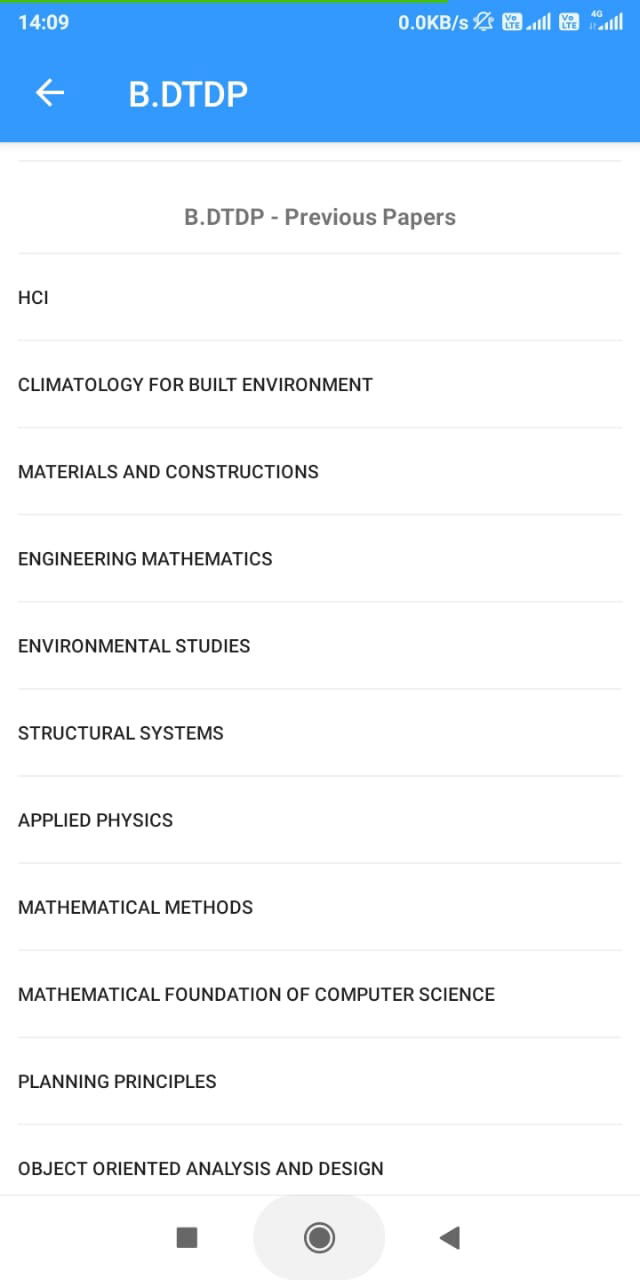 14:09 0.0KB/s Vo LTE Vo LTE 4G
B.DTDP
B.DTDP - Previous Papers
HCI
CLIMATOLOGY FOR BUILT ENVIRONMENT
MATERIALS AND CONSTRUCTIONS
ENGINEERING MATHEMATICS
ENVIRONMENTAL STUDIES
STRUCTURAL SYSTEMS
APPLIED PHYSICS
MATHEMATICAL METHODS
MATHEMATICAL FOUNDATION OF COMPUTER SCIENCE
PLANNING PRINCIPLES
OBJECT ORIENTED ANALYSIS AND DESIGN